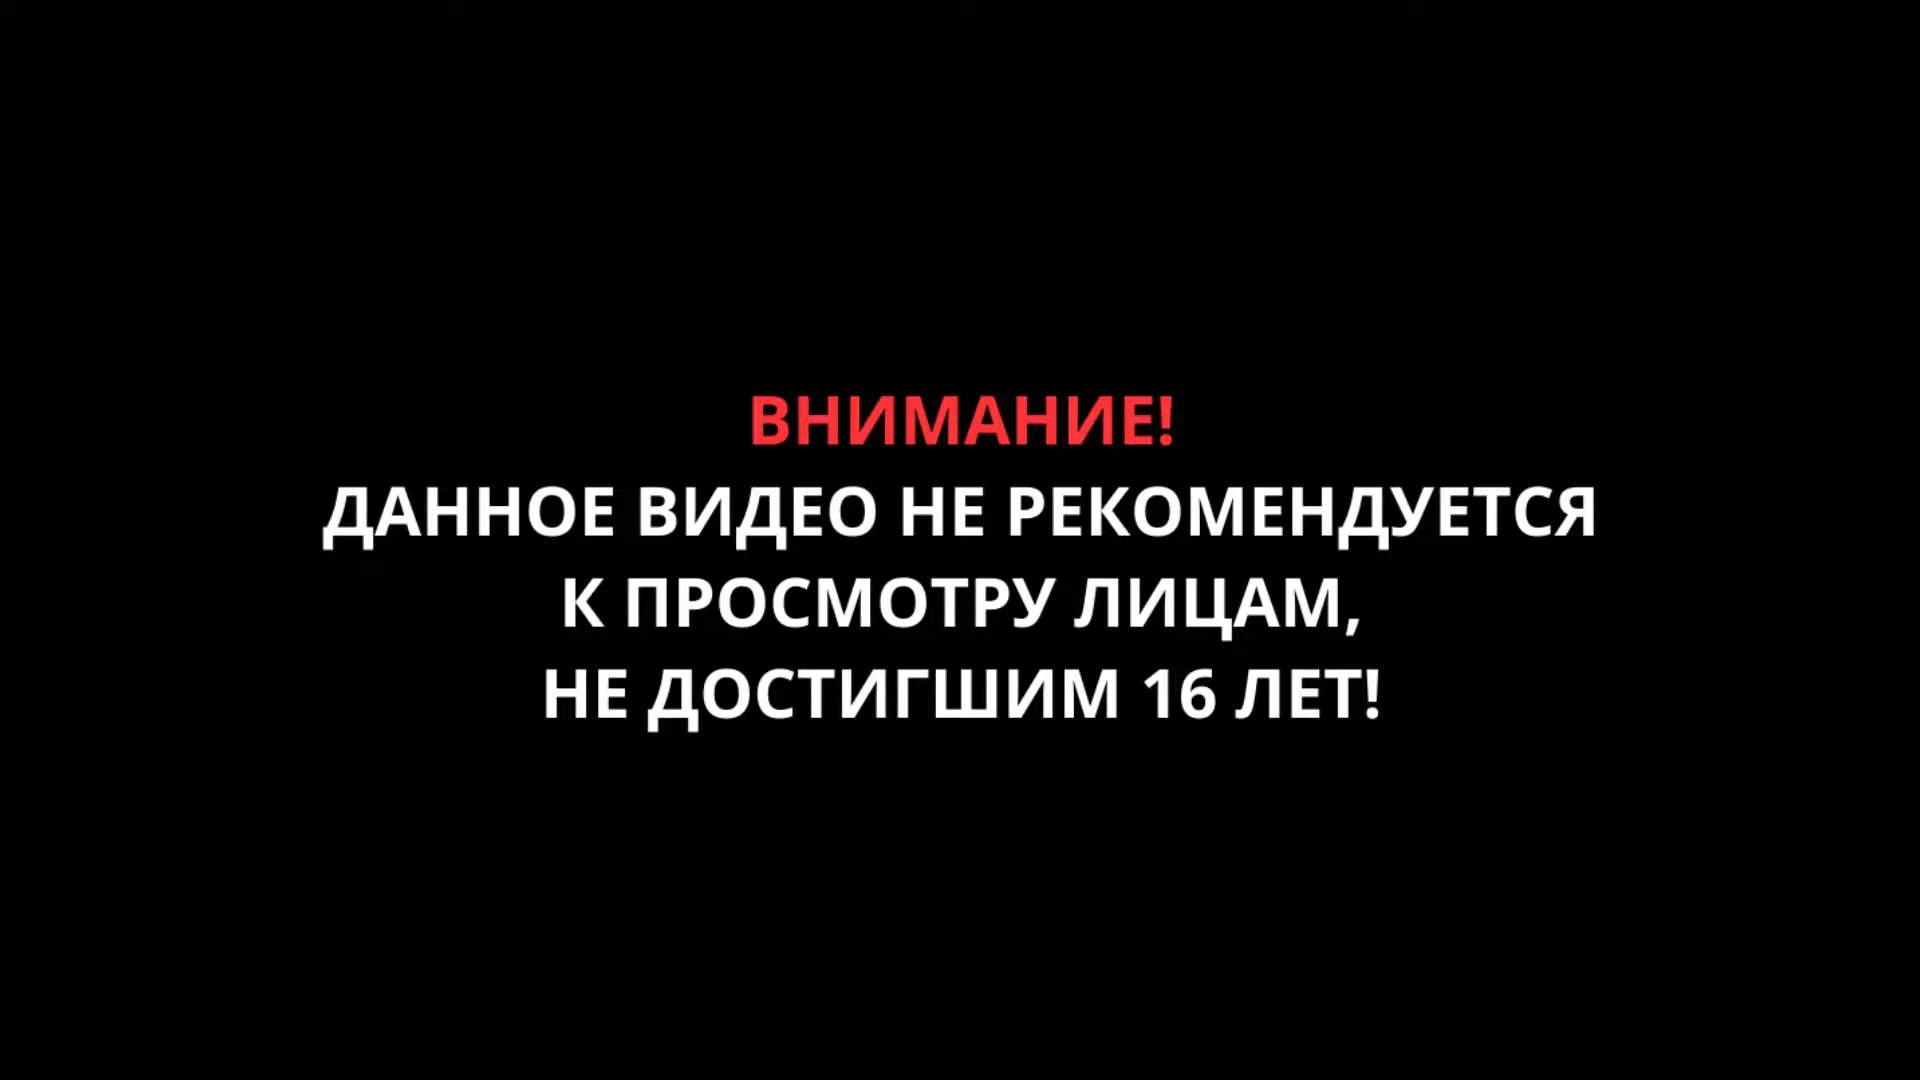 ВНИМАНИЕ!
ДАННОЕ ВИДЕО НЕ РЕКОМЕНДУЕТСЯ
К ПРОСМОТРУ ЛИЦАМ,
НЕ ДОСТИГШИМ 16 ЛЕТ!